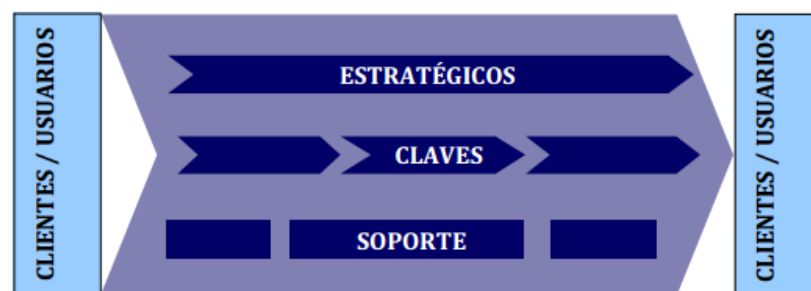 CLIENTES / USUARIOS
ESTRATÉGICOS
CLAVES
SOPORTE
CLIENTES / USUARIOS